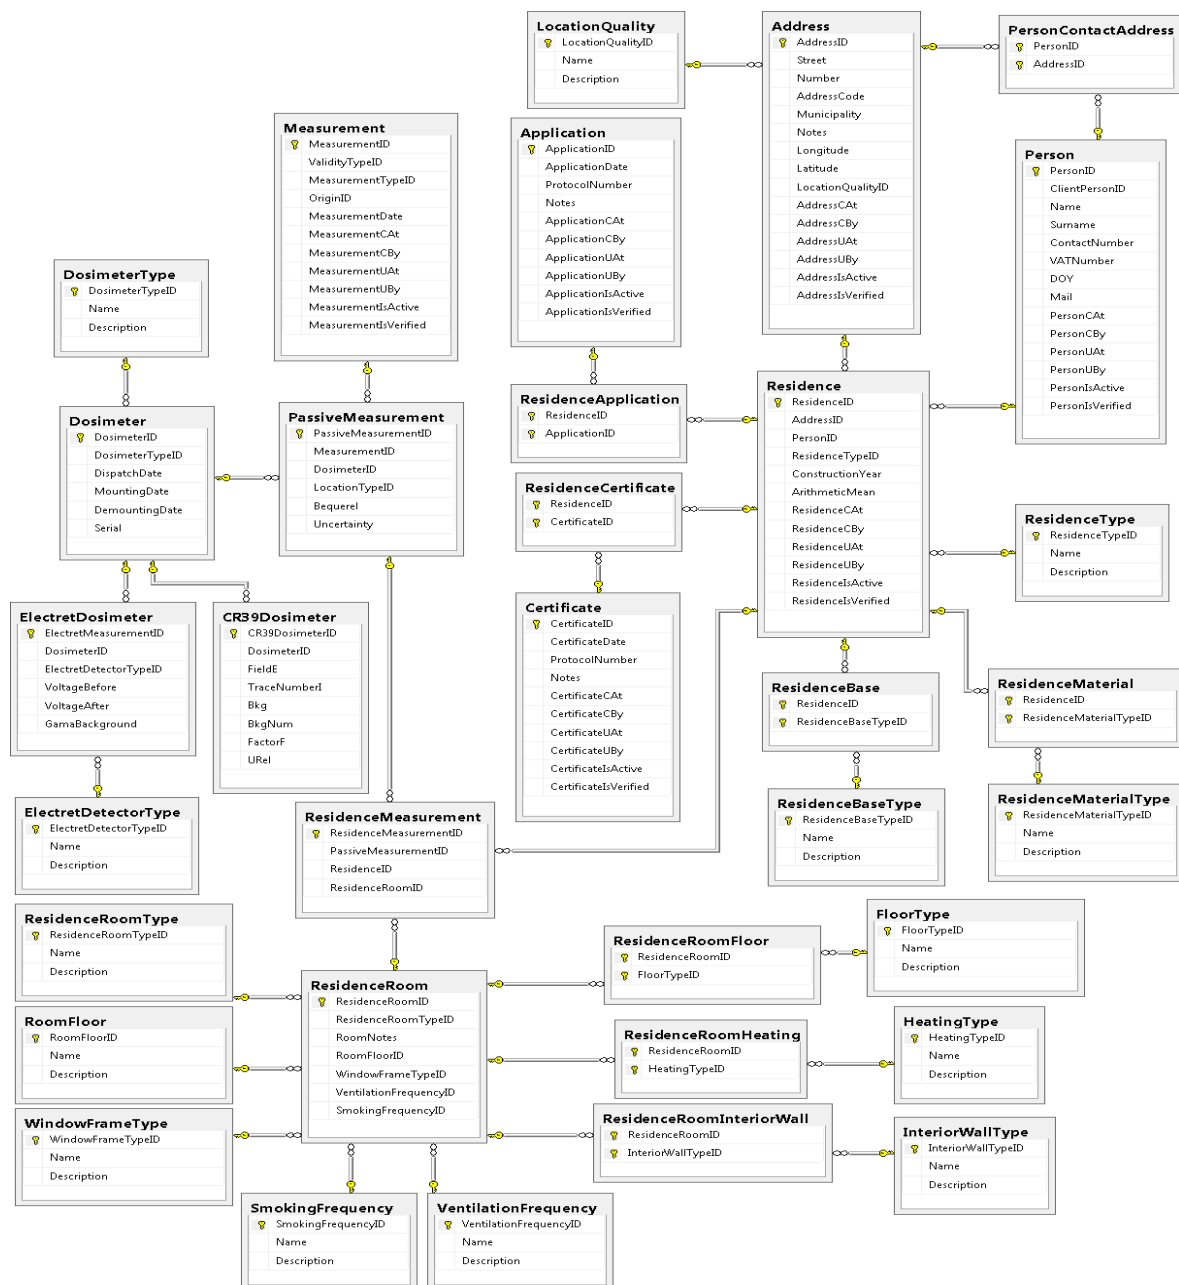 LocationQuality
LocationQualityID
Name
Description
Address
AddressID
Street
Number
AddressCode
Municipality
Notes
Longitude
Latitude
LocationQualityID
AddressCAt
AddressCBy
AddressUAt
AddressUBy
AddressIsActive
AddressIsVerified
PersonContactAddress
PersonID
AddressID
Measurement
MeasurementID
ValidityTypeID
MeasurementTypeID
OriginID
MeasurementDate
MeasurementCAt
MeasurementCBy
MeasurementUAt
MeasurementUBy
MeasurementIsActive
MeasurementIsVerified
Application
ApplicationID
ApplicationDate
ProtocolNumber
Notes
ApplicationCAt
ApplicationCBy
ApplicationUAt
ApplicationUBy
ApplicationIsActive
ApplicationIsVerified
Person
PersonID
ClientPersonID
Name
Surname
ContactNumber
VATNumber
DOY
Mail
PersonCAt
PersonCBy
PersonUAt
PersonUBy
PersonIsActive
PersonIsVerified
DosimeterType
DosimeterTypeID
Name
Description
Dosimeter
DosimeterID
DosimeterTypeID
DispatchDate
MountingDate
DemountingDate
Serial
PassiveMeasurement
PassiveMeasurementID
MeasurementID
DosimeterID
LocationTypeID
Bequerel
Uncertainty
ResidenceApplication
ResidenceID
ApplicationID
Residence
ResidenceID
AddressID
PersonID
ResidenceTypeID
ConstructionYear
ArithmeticMean
ResidenceCAt
ResidenceCBy
ResidenceUAt
ResidenceUBy
ResidenceIsActive
ResidenceIsVerified
ResidenceCertificate
ResidenceID
CertificateID
ResidenceType
ResidenceTypeID
Name
Description
ElectretDosimeter
ElectretMeasurementID
DosimeterID
ElectretDetectorTypeID
VoltageBefore
VoltageAfter
GamaBackground
CR39Dosimeter
CR39DosimeterID
DosimeterID
FieldE
TraceNumberI
Bkg
BkgNum
FactorF
URel
Certificate
CertificateID
CertificateDate
ProtocolNumber
Notes
CertificateCAt
CertificateCBy
CertificateUAt
CertificateUBy
CertificateIsActive
CertificateIsVerified
ResidenceBase
ResidenceID
ResidenceBaseTypeID
ResidenceMaterial
ResidenceID
ResidenceMaterialTypeID
ElectretDetectorType
ElectretDetectorTypeID
Name
Description
ResidenceMeasurement
ResidenceMeasurementID
PassiveMeasurementID
ResidenceID
ResidenceRoomID
ResidenceBaseType
ResidenceBaseTypeID
Name
Description
ResidenceMaterialType
ResidenceMaterialTypeID
Name
Description
ResidenceRoomType
ResidenceRoomTypeID
Name
Description
ResidenceRoom
ResidenceRoomID
ResidenceRoomTypeID
RoomNotes
RoomFloorID
WindowFrameTypeID
VentilationFrequencyID
SmokingFrequencyID
ResidenceRoomFloor
ResidenceRoomID
FloorTypeID
FloorType
FloorTypeID
Name
Description
RoomFloor
RoomFloorID
Name
Description
ResidenceRoomHeating
ResidenceRoomID
HeatingTypeID
HeatingType
HeatingTypeID
Name
Description
WindowFrameType
WindowFrameTypeID
Name
Description
ResidenceRoomInteriorWall
ResidenceRoomID
InteriorWallTypeID
InteriorWallType
InteriorWallTypeID
Name
Description
SmokingFrequency
SmokingFrequencyID
Name
Description
VentilationFrequency
VentilationFrequencyID
Name
Description